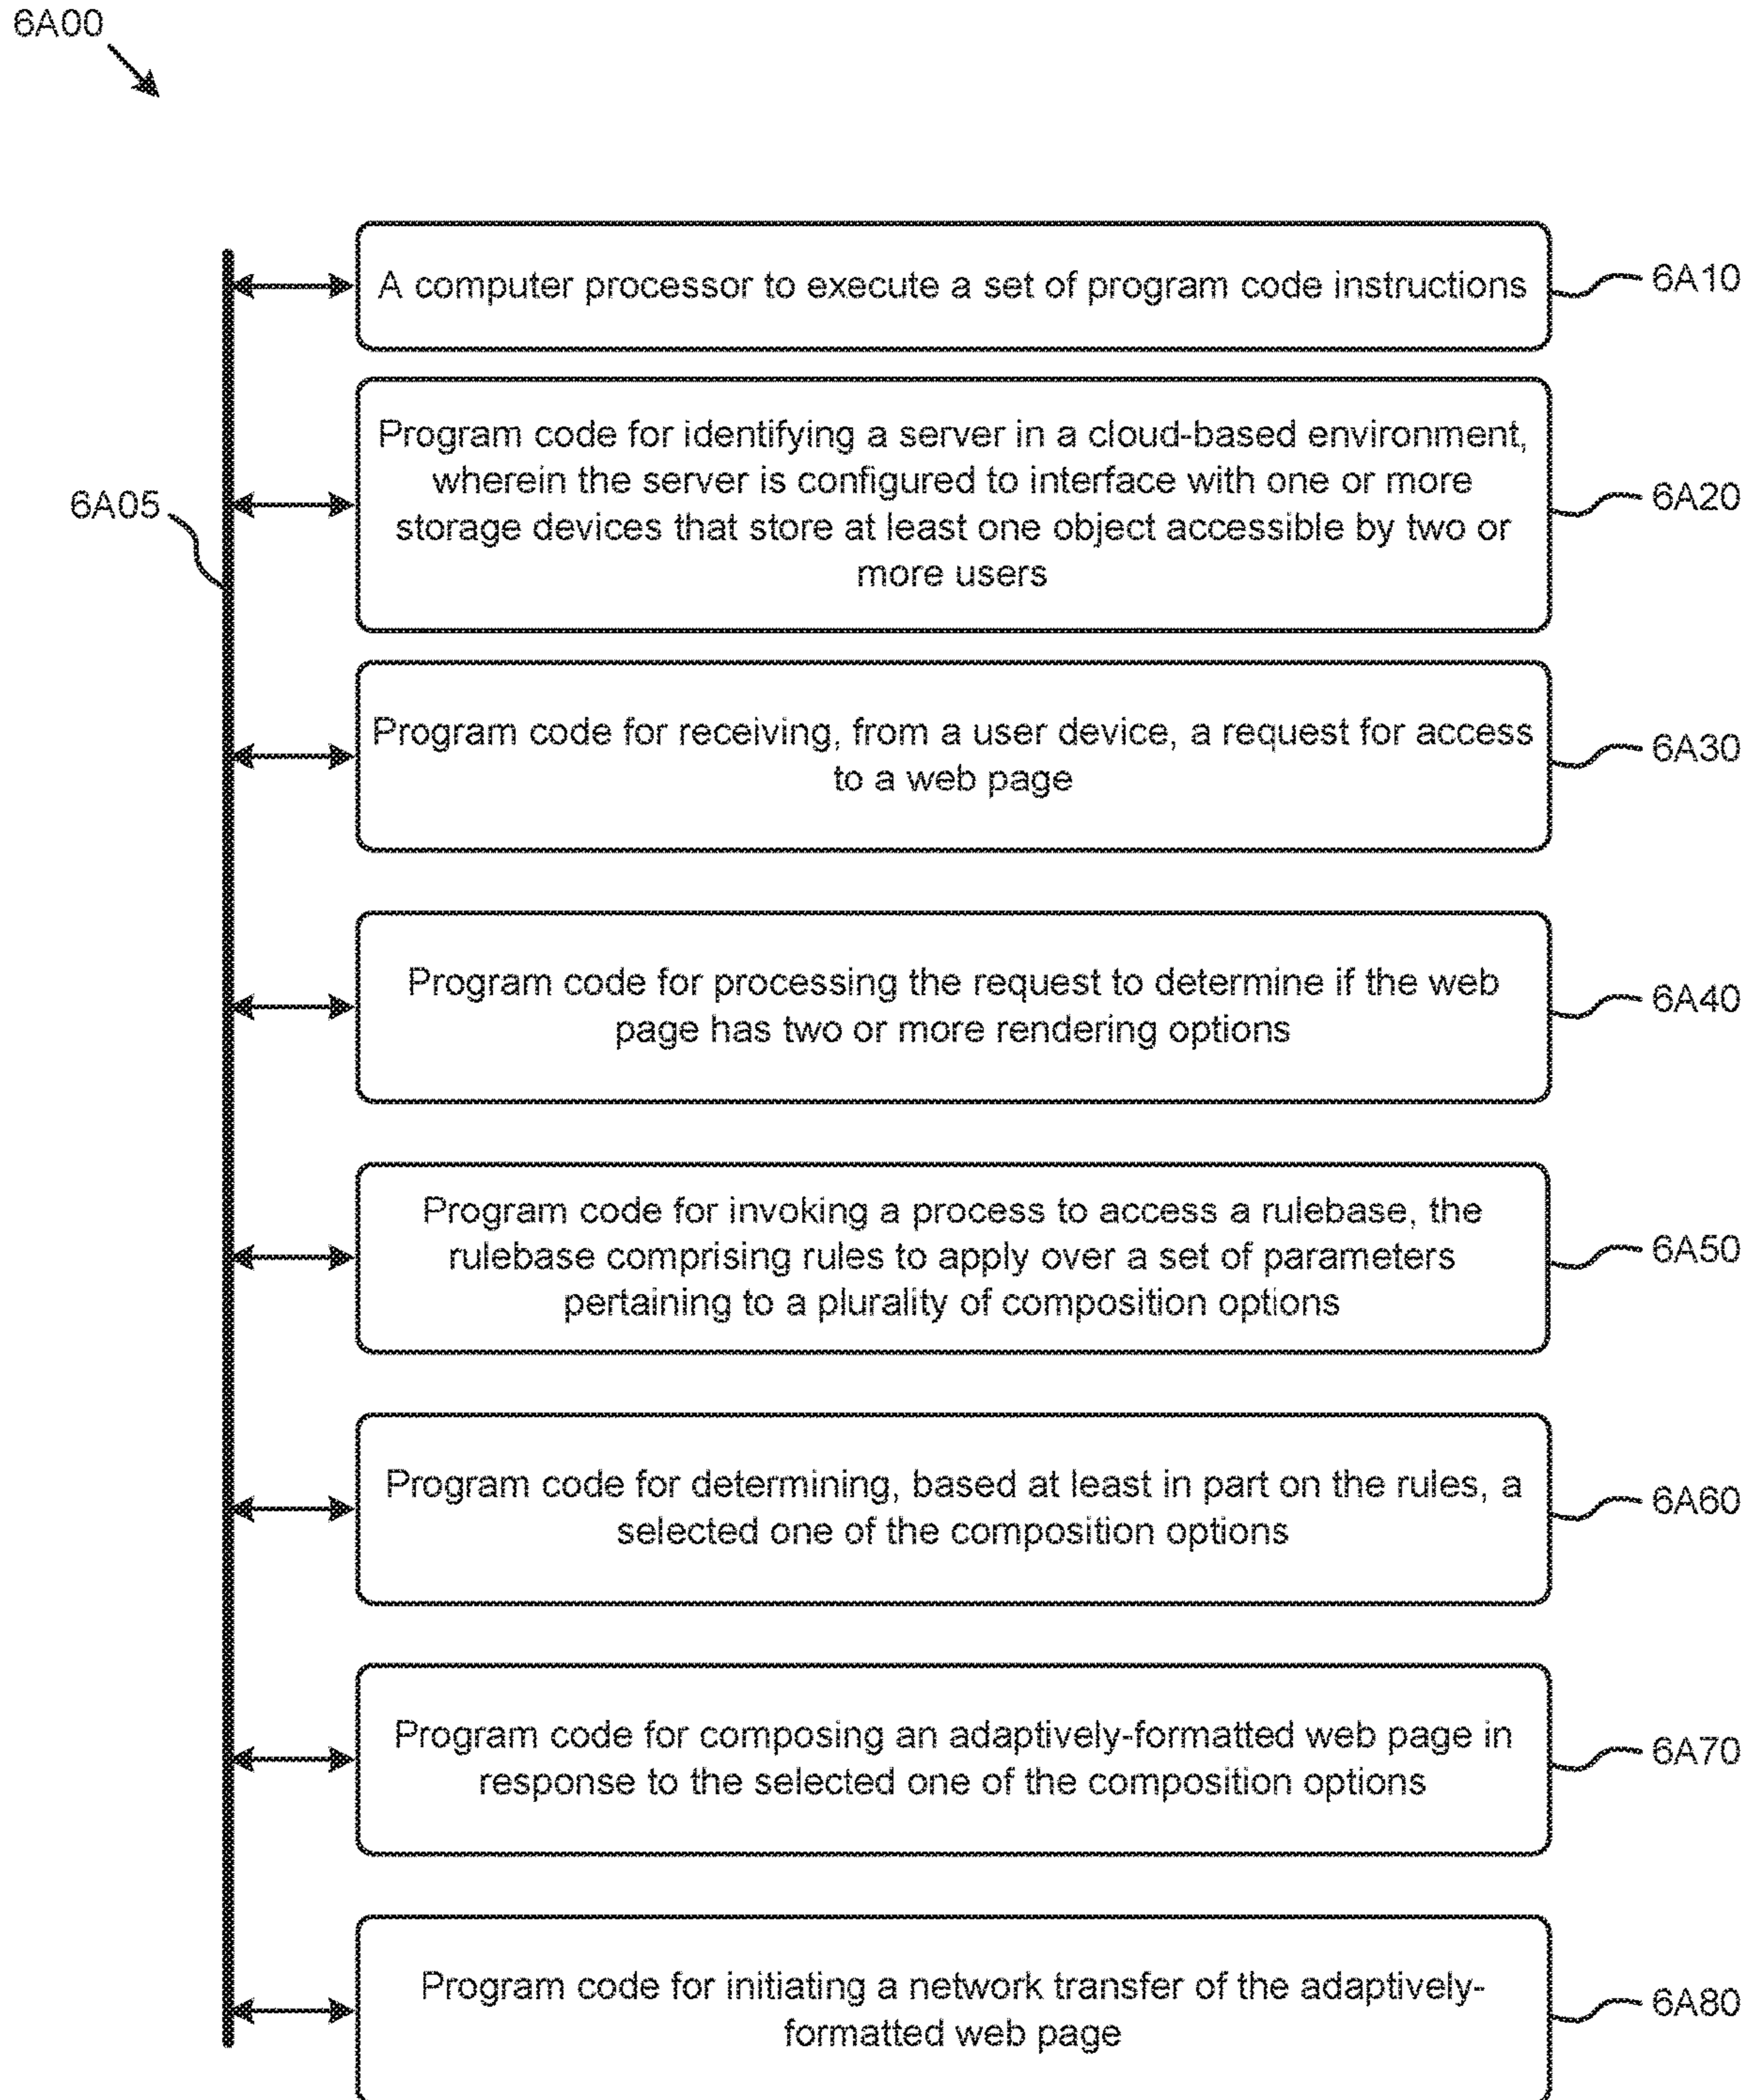 6A00
A computer processor to execute a set of program code instructions
6A10
Program code for identifying a server in a cloud-based environment,
wherein the server is configured to interface with one or more
storage devices that store at least one object accessible by two or
more users
6A20
6A05
Program code for receiving, from a user device, a request for access
to a web page
6A30
Program code for processing the request to determine if the web
page has two or more rendering options
6A40
Program code for invoking a process to access a rulebase, the
rulebase comprising rules to apply over a set of parameters
pertaining to a plurality of composition options
6A50
Program code for determining, based at least in part on the rules, a
selected one of the composition options
6A60
Program code for composing an adaptively-formatted web page in
response to the selected one of the composition options
6A70
Program code for initiating a network transfer of the adaptively-
formatted web page
6A80